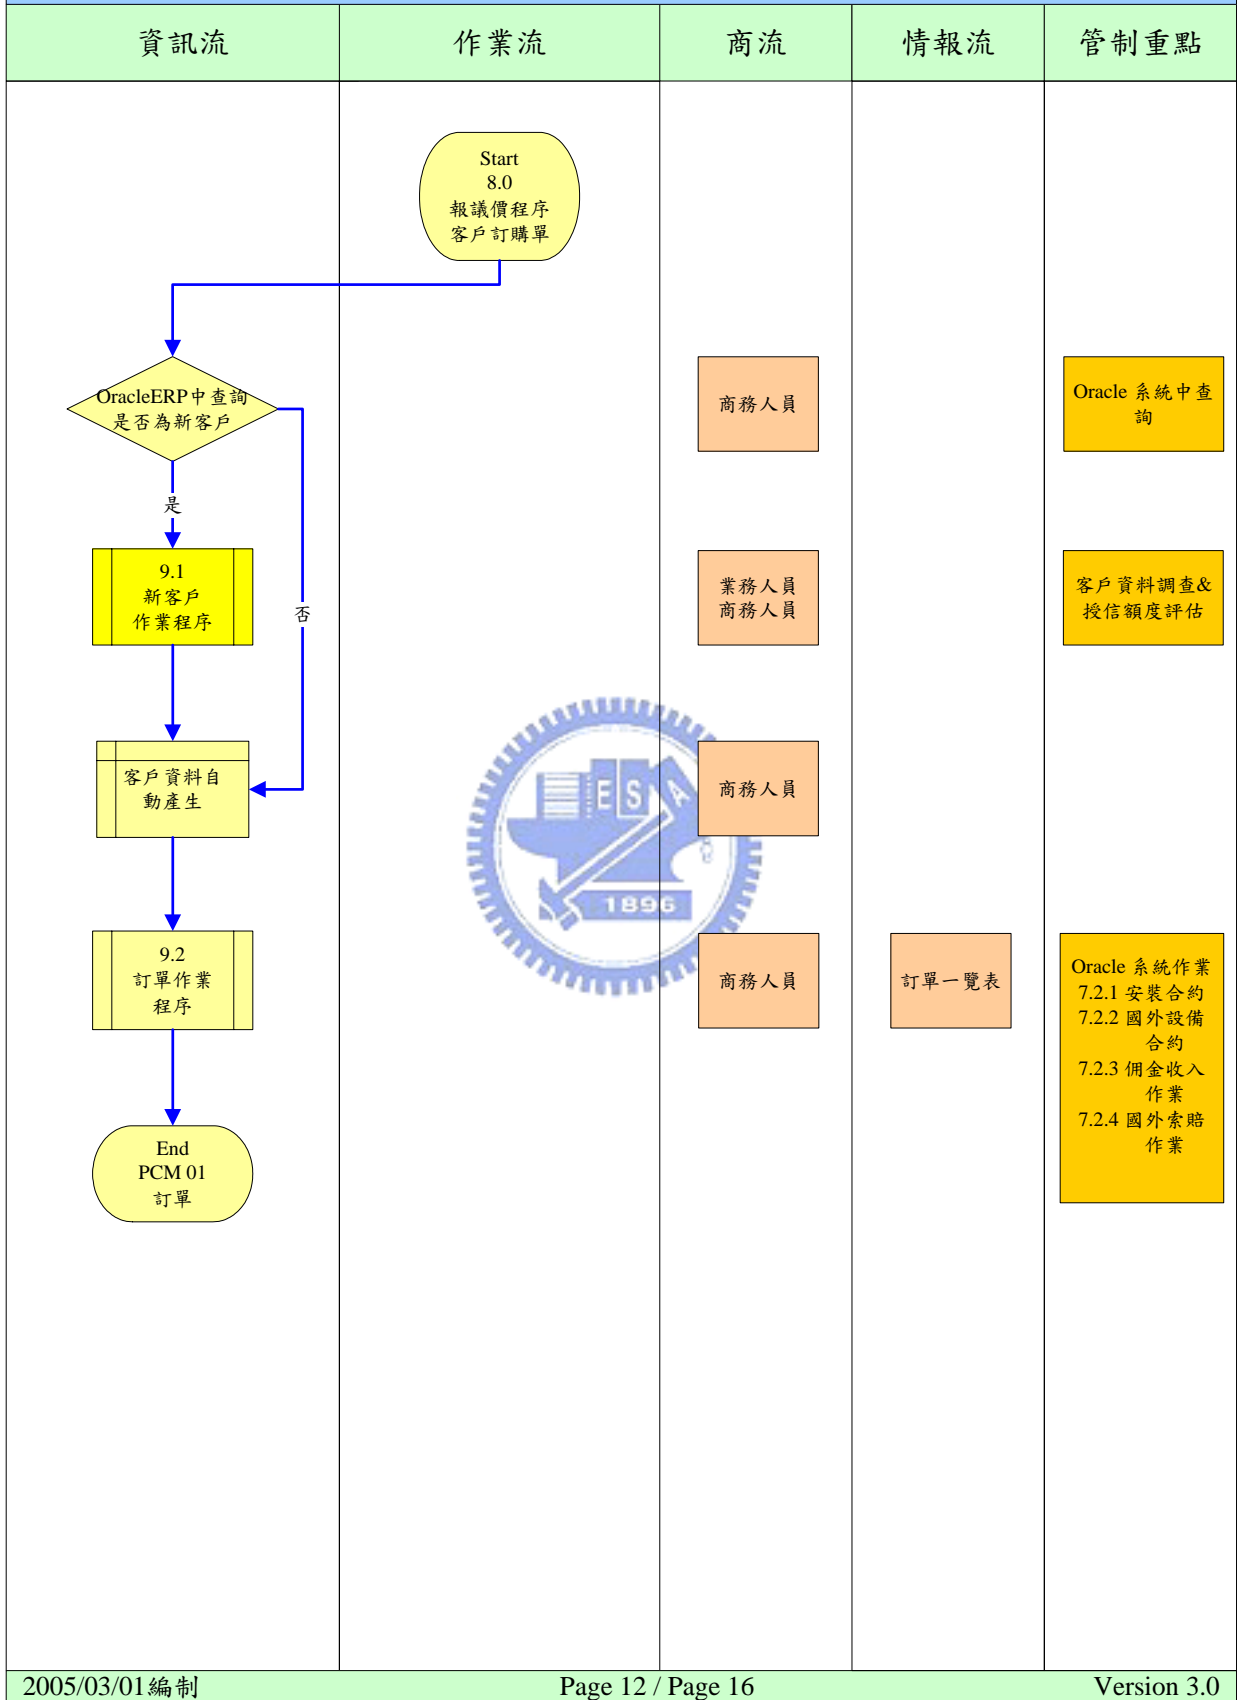 資訊流
作業流
商流
情報流
管制重點
Start
8.0
報議價程序
客戶訂購單
OracleERP中查詢
是否為新客戶
商務人員
Oracle 系統中查
詢
是
9.1
新客戶
作業程序
否
業務人員
商務人員
客戶資料調查&
授信額度評估
客戶資料自
動產生
商務人員
ESA
1896
9.2
訂單作業
程序
商務人員
訂單一覽表
Oracle 系統作業
7.2.1 安裝合約
7.2.2 國外設備
合約
7.2.3 佣金收入
作業
7.2.4 國外索賠
作業
End
PCM 01
訂單
2005/03/01編制
Page 12 / Page 16
Version 3.0